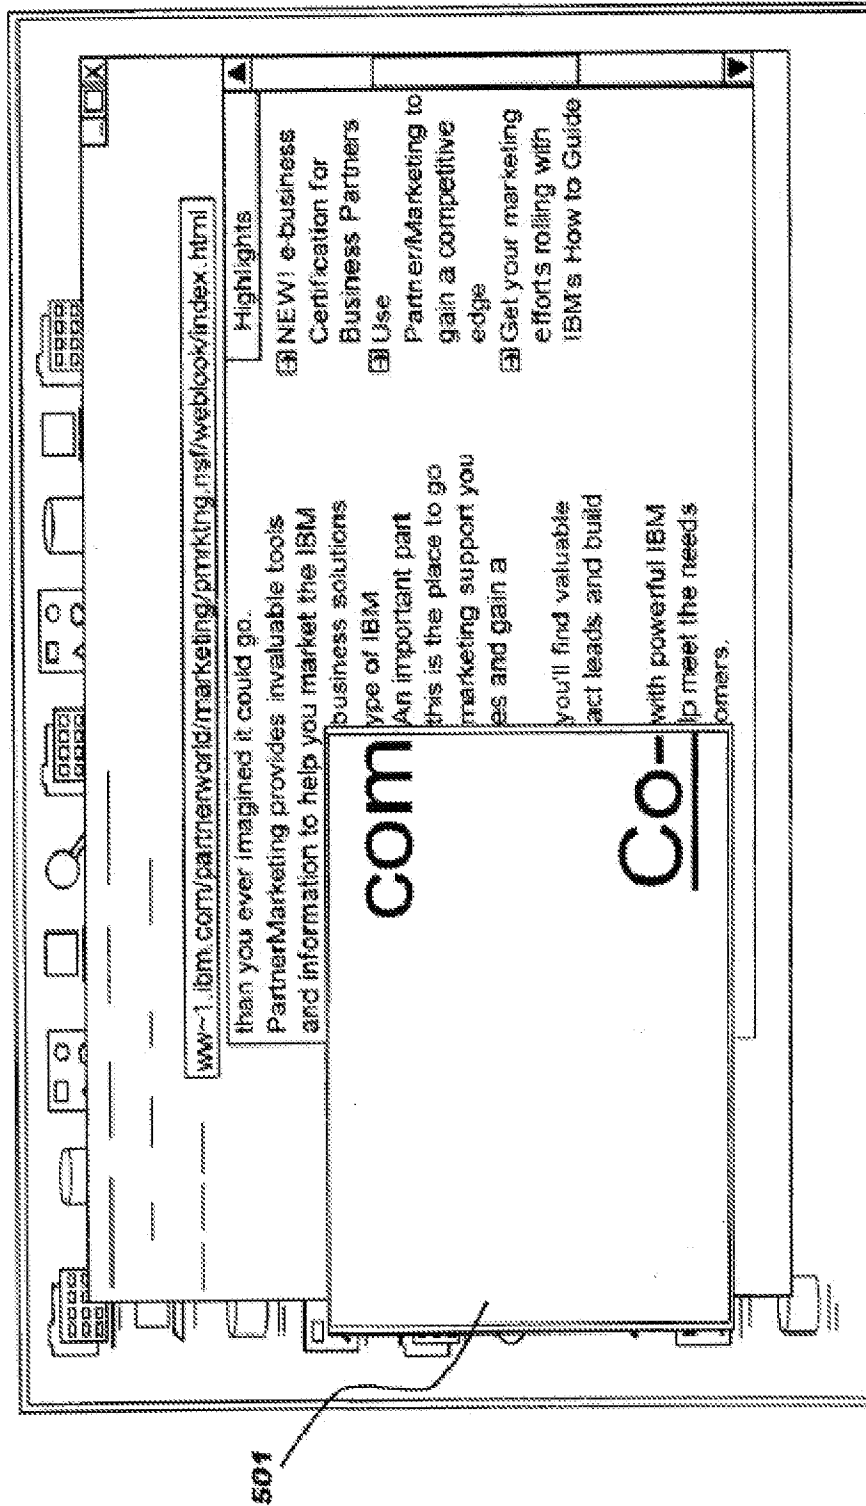 ww~1.ibm.com/partnerworld/marketing/pmrktng.nsf/weblook/index.html
than you ever imagined it could go.
PartnerMarketing provides invaluable tools
and information to help you market the IBM
business solutions
ype of IBM
An important part
this is the place to go
marketing support you
es and gain a
you'll find valuable
act leads and build
with powerful IBM
lp meet the needs
omers.
com
Co-
Highlights
NEW! e-business
Certification for
Business Partners
Use
Partner/Marketing to
gain a competitive
edge
Get your marketing
efforts rolling with
IBM's How to Guide
501